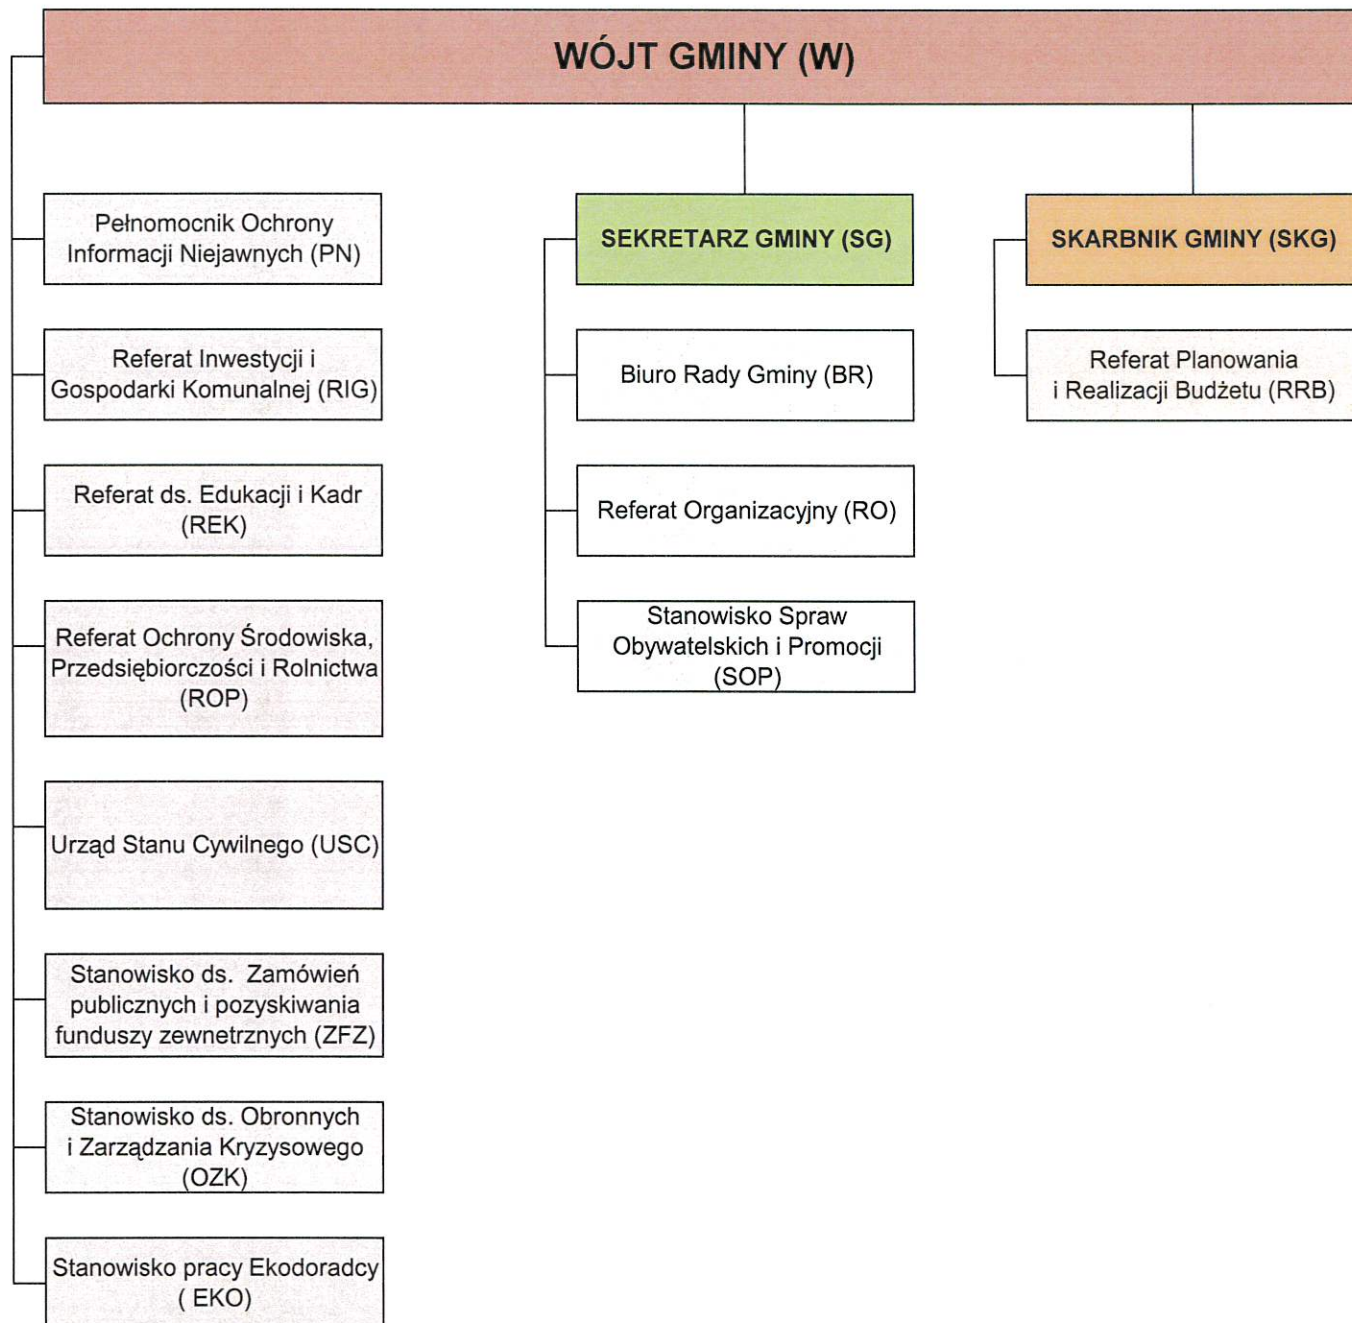 WÓJT GMINY (W)
Pełnomocnik Ochrony
Informacji Niejawnych (PN)
Referat Inwestycji i
Gospodarki Komunalnej (RIG)
Referat ds. Edukacji i Kadr
(REK)
Referat Ochrony Środowiska,
Przedsiębiorczości i Rolnictwa
(ROP)
Urząd Stanu Cywilnego (USC)
Stanowisko ds. Zamówień
publicznych i pozyskiwania
funduszy zewnetrznych (ZFZ)
Stanowisko ds. Obronnych
i Zarządzania Kryzysowego
(OZK)
Stanowisko pracy Ekodoradcy
( EKO)
SEKRETARZ GMINY (SG)
Biuro Rady Gminy (BR)
Referat Organizacyjny (RO)
Stanowisko Spraw
Obywatelskich i Promocji
(SOP)
SKARBNIK GMINY (SKG)
Referat Planowania
i Realizacji Budżetu (RRB)